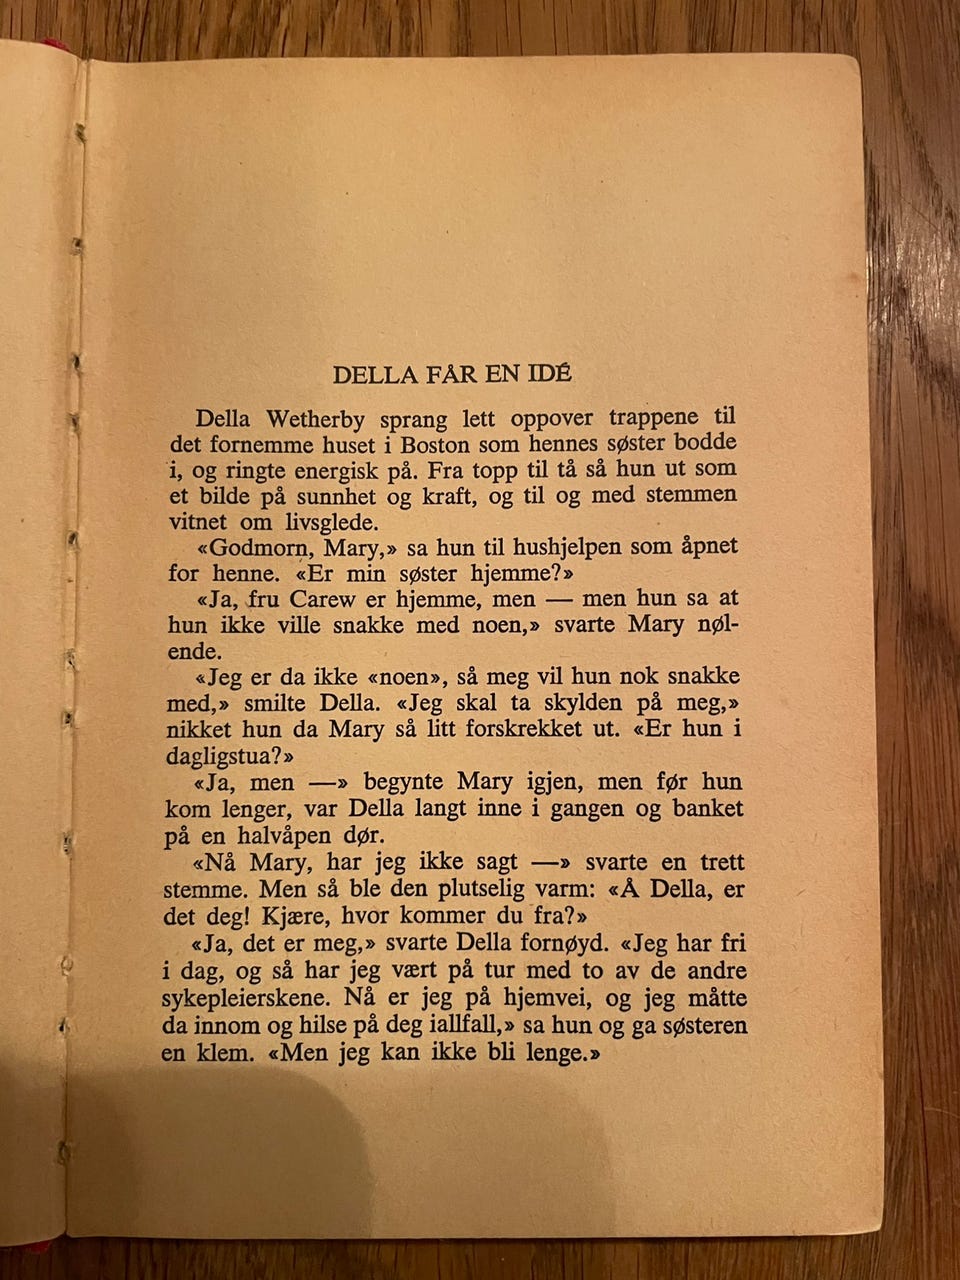 DELLA FÅR EN IDÉ
Della Wetherby sprang lett oppover trappene til
det fornemme huset i Boston som hennes søster bodde
i, og ringte energisk på. Fra topp til tå så hun ut som
et bilde på sunnhet og kraft, og til og med stemmen
vitnet om livsglede.
«Godmorn, Mary,» sa hun til hushjelpen som åpnet
for henne. «Er min søster hjemme?»
«Ja, fru Carew er hjemme, men — men hun sa at
hun ikke ville snakke med noen,» svarte Mary nøl-
ende.
«Jeg er da ikke «noen», så meg vil hun nok snakke
med,» smilte Della. «Jeg skal ta skylden på meg,»
nikket hun da Mary så litt forskrekket ut. «Er hun i
dagligstua?»
«Ja, men —» begynte Mary igjen, men før hun
kom lenger, var Della langt inne i gangen og banket
på en halvåpen dør.
«Nå Mary, har jeg ikke sagt —» svarte en trett
stemme. Men så ble den plutselig varm: «Å Della, er
det deg! Kjære, hvor kommer du fra?»
«Ja, det er meg,» svarte Della fornøyd. «Jeg har fri
i dag, og så har jeg vært på tur med to av de andre
sykepleierskene. Nå er jeg på hjemvei, og jeg måtte
da innom og hilse på deg iallfall,» sa hun og ga søsteren
en klem. «Men jeg kan ikke bli lenge.»